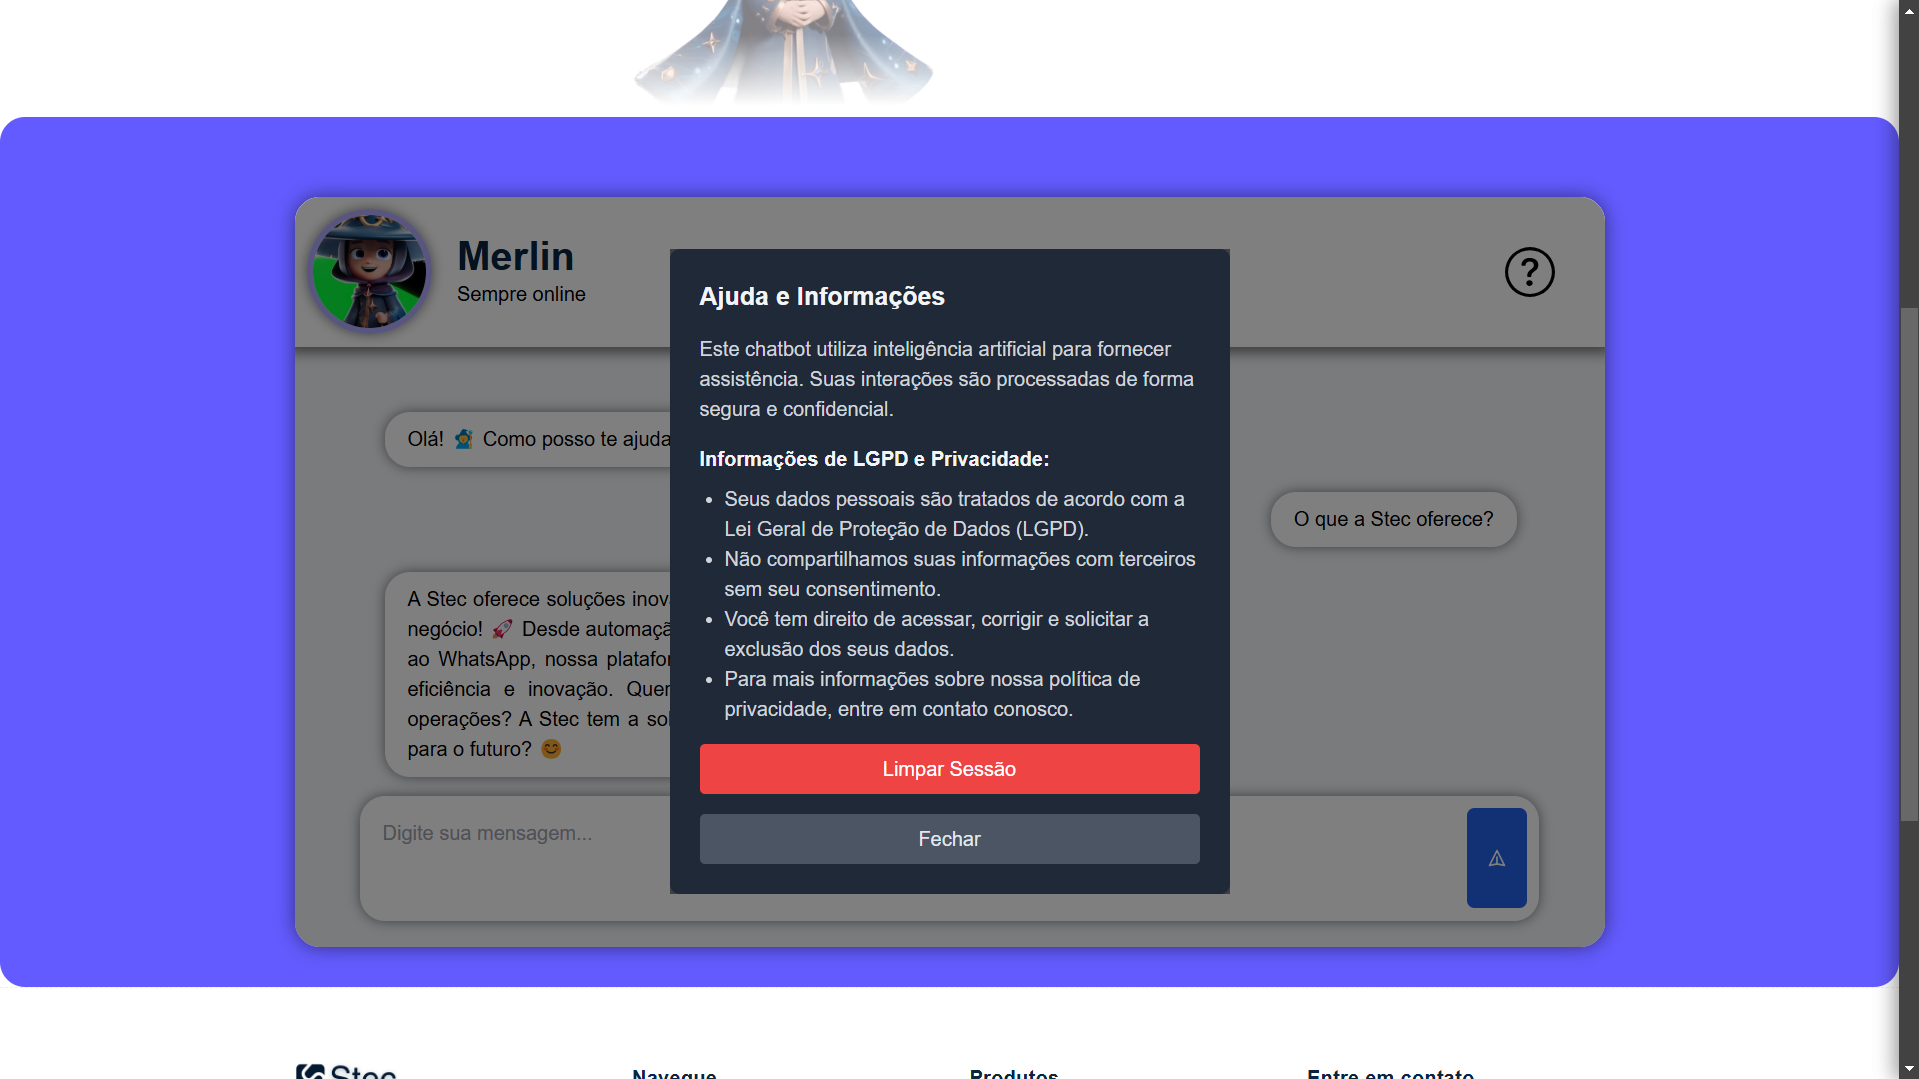 Merlin
Sempre online
?
Ajuda e Informações
Este chatbot utiliza inteligência artificial para fornecer
assistência. Suas interações são processadas de forma
segura e confidencial.
Informações de LGPD e Privacidade:
• Seus dados pessoais são tratados de acordo com a
Lei Geral de Proteção de Dados (LGPD).
• Não compartilhamos suas informações com terceiros
sem seu consentimento.
• Você tem direito de acessar, corrigir e solicitar a
exclusão dos seus dados.
• Para mais informações sobre nossa política de
privacidade, entre em contato conosco.
Limpar Sessão
Fechar
Olá! 🧙 Como posso te ajuda
O que a Stec oferece?
A Stec oferece soluções inov
negócio! 🚀 Desde automaçã
ao WhatsApp, nossa platafor
eficiência e inovação. Quer
operações? A Stec tem a sol
para o futuro? 😊
Digite sua mensagem...
Stec
Navegue
Produtos
Entre em contato